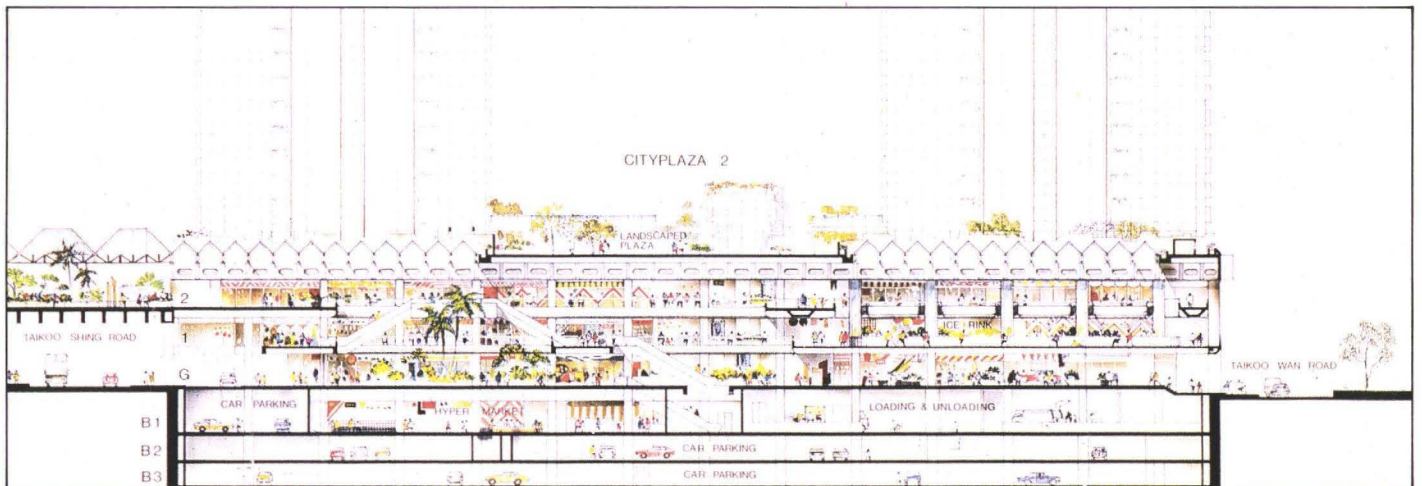 CITYPLAZA 2
LANDSCAPED
PLAZA
2
TAIKOO SHING ROAD
1
ICE RINK
G
TAIKOO WAN ROAD
CAR PARKING
HYPER MARKET
LOADING & UNLOADING
B1
B2
CAR PARKING
B3
CAR PARKING